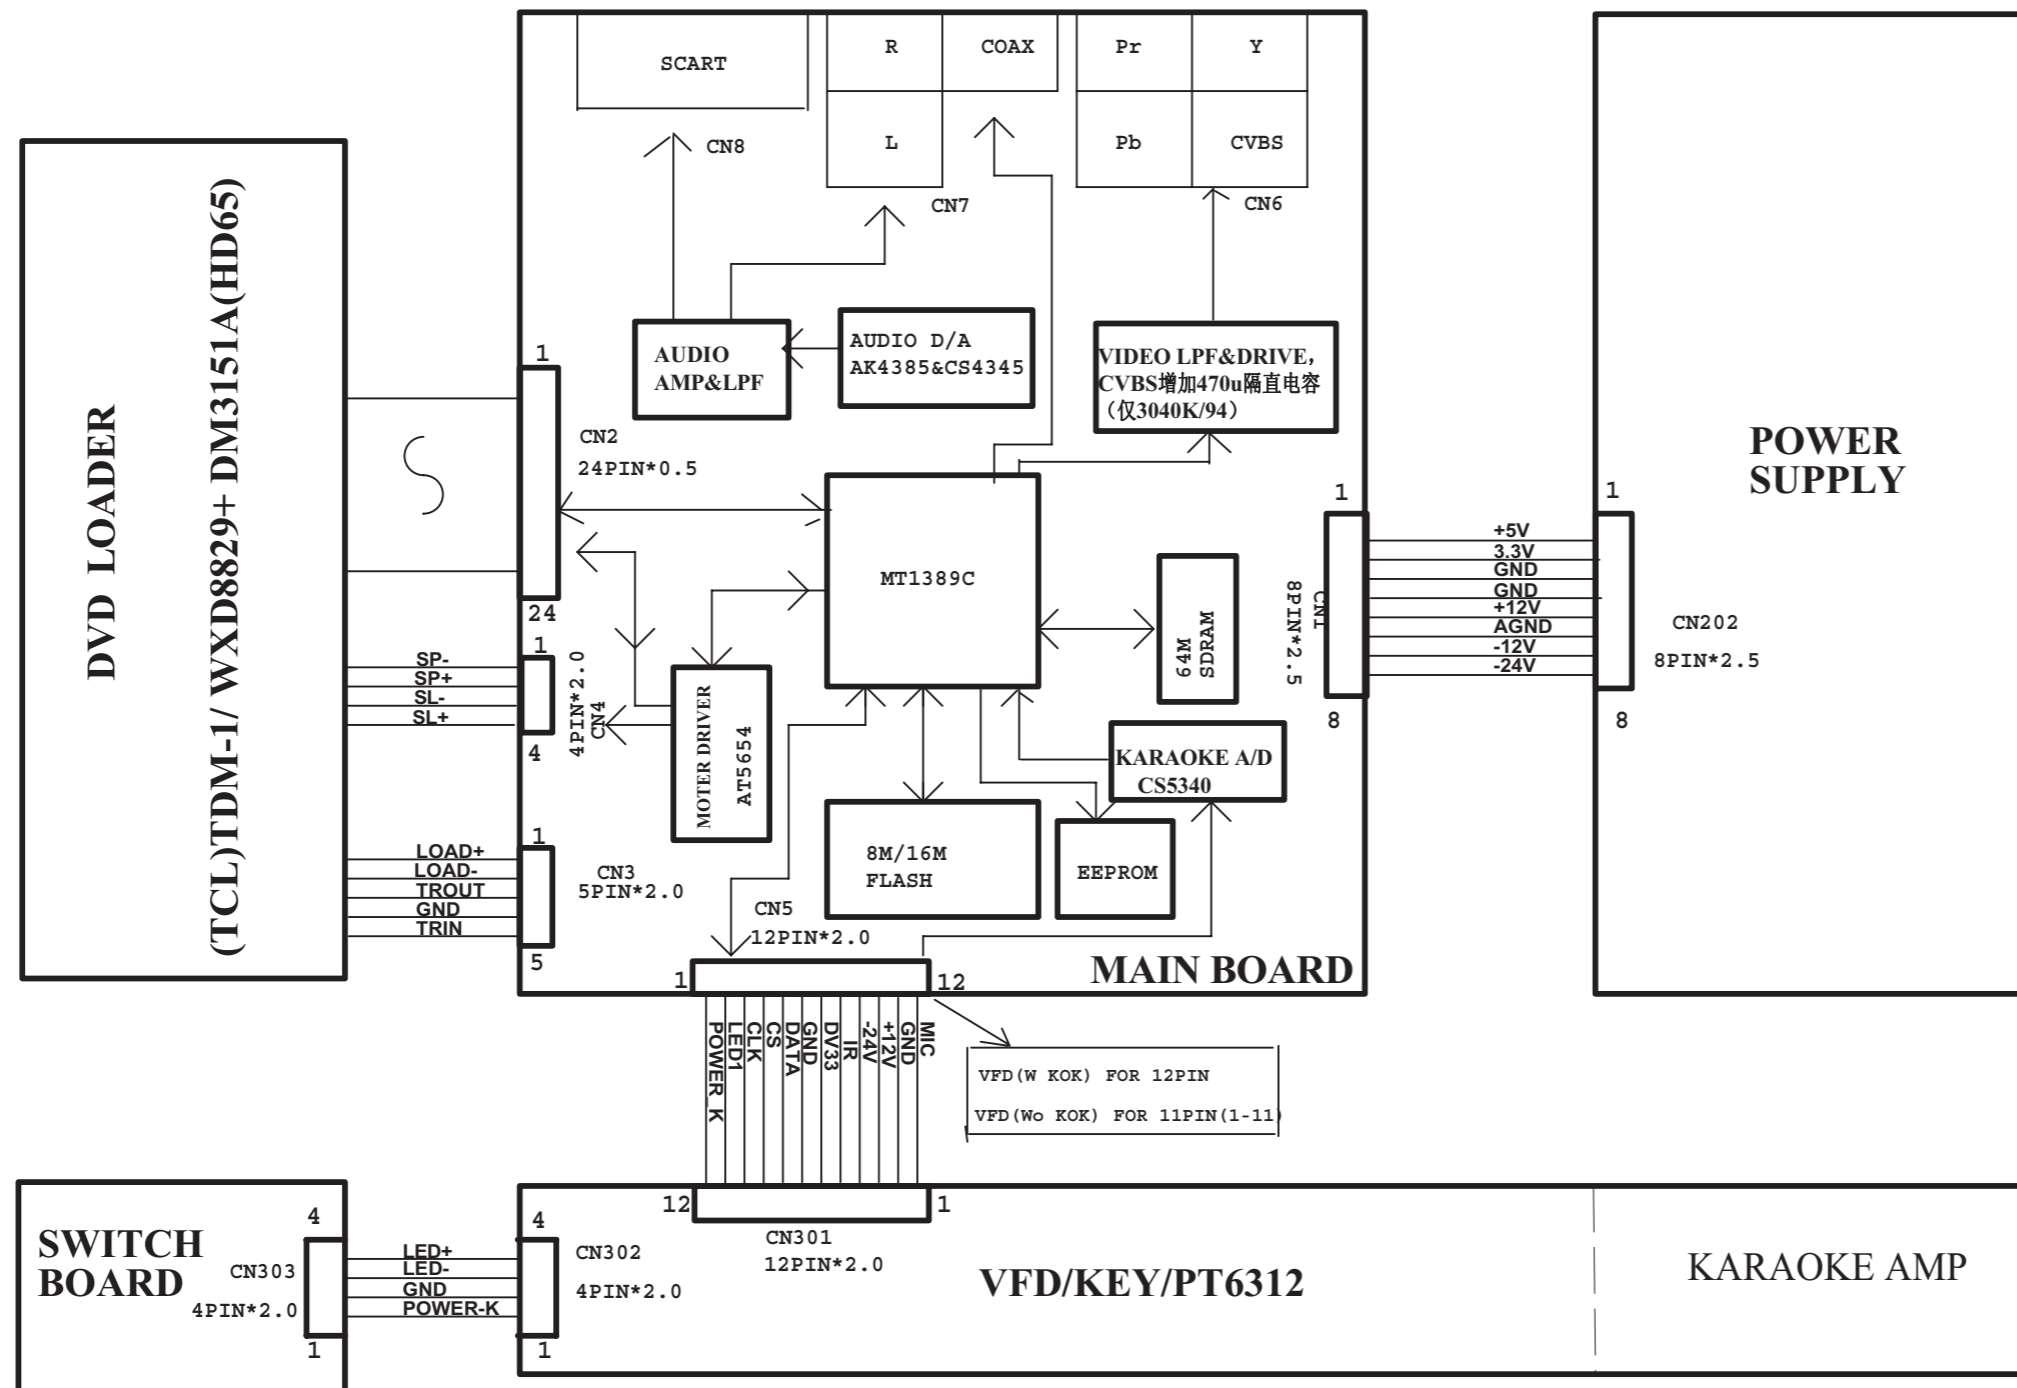 SCART
R
COAX
Pr
Y
L
Pb
CVBS
CN8
CN7
CN6
DVD LOADER
(TCL)TDM-1/ WXD8829+ DM3151A(HD65)
AUDIO
AMP&LPF
AUDIO D/A
AK4385&CS4345
VIDEO LPF&DRIVE,
CVBS增加470u隔直电容
（仅3040K/94）
1
CN2
24PIN*0.5
24
MT1389C
64M
SDRAM
1
CN1
8PIN*2.5
8
+5V
3.3V
GND
GND
+12V
AGND
-12V
-24V
POWER
SUPPLY
1
CN202
8PIN*2.5
8
SP-
SP+
SL-
SL+
1
4
4PIN*2.0
CN4
MOTER DRIVER
AT5654
KARAOKE A/D
CS5340
8M/16M
FLASH
EEPROM
LOAD+
LOAD-
TROUT
GND
TRIN
1
CN3
5PIN*2.0
5
CN5
12PIN*2.0
1
12
MAIN BOARD
POWER_K
LED1
CLK
CS
DATA
GND
DV33
IR
-24V
+12V
GND
MIC
VFD(W KOK) FOR 12PIN
VFD(Wo KOK) FOR 11PIN(1-11)
12
1
CN301
12PIN*2.0
SWITCH
BOARD
4
CN303
4PIN*2.0
1
LED+
LED-
GND
POWER-K
4
CN302
4PIN*2.0
1
VFD/KEY/PT6312
KARAOKE AMP